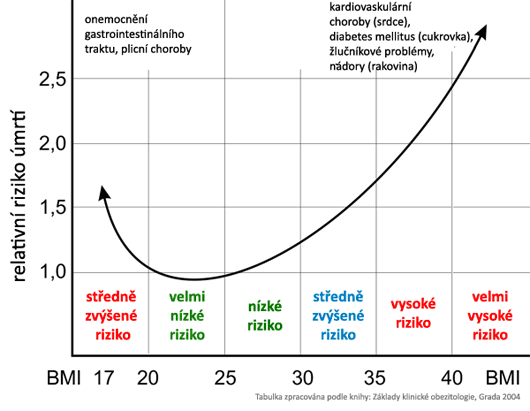 onemocnění
gastrointestinálního
traktu, plicní choroby
kardiovaskulární
choroby (srdce),
diabetes mellitus (cukrovka),
žlučníkové problémy,
nádory (rakovina)
relativní riziko úmrtí
2,5
2,0
1,5
1,0
středně
zvýšené
riziko
velmi
nízké
riziko
nízké
riziko
středně
zvýšené
riziko
vysoké
riziko
velmi
vysoké
riziko
BMI 17 20 25 30 35 40 BMI
Tabulka zpracována podle knihy: Základy klinické obezitologie, Grada 2004